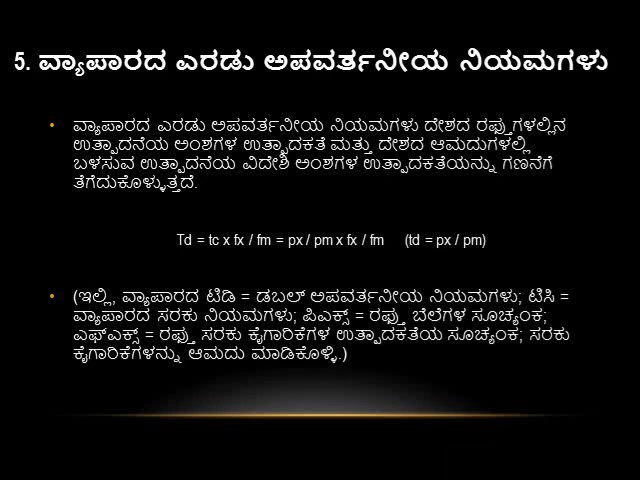 5. ವ್ಯಾಪಾರದ ಎರಡು ಅಪವರ್ತನೀಯ ನಿಯಮಗಳು
• ವ್ಯಾಪಾರದ ಎರಡು ಅಪವರ್ತನೀಯ ನಿಯಮಗಳು ದೇಶದ ರಫ್ತುಗಳಲ್ಲಿನ
ಉತ್ಪಾದನೆಯ ಅಂಶಗಳ ಉತ್ಪಾದಕತೆ ಮತ್ತು ದೇಶದ ಆಮದುಗಳಲ್ಲಿ
ಬಳಸುವ ಉತ್ಪಾದನೆಯ ವಿದೇಶಿ ಅಂಶಗಳ ಉತ್ಪಾದಕತೆಯನ್ನು ಗಣನೆಗೆ
ತೆಗೆದುಕೊಳ್ಳುತ್ತದೆ.
Td = tc x fx / fm = px / pm x fx / fm (td = px / pm)
• (ಇಲ್ಲಿ, ವ್ಯಾಪಾರದ ಟಿಡಿ = ಡಬಲ್ ಅಪವರ್ತನೀಯ ನಿಯಮಗಳು; ಟಿಸಿ =
ವ್ಯಾಪಾರದ ಸರಕು ನಿಯಮಗಳು; ಪಿಎಕ್ಸ್ = ರಫ್ತು ಬೆಲೆಗಳ ಸೂಚ್ಯಂಕ;
ಎಫ್ಎಕ್ಸ್ = ರಫ್ತು ಸರಕು ಕೈಗಾರಿಕೆಗಳ ಉತ್ಪಾದಕತೆಯ ಸೂಚ್ಯಂಕ; ಸರಕು
ಕೈಗಾರಿಕೆಗಳನ್ನು ಆಮದು ಮಾಡಿಕೊಳ್ಳಿ.)